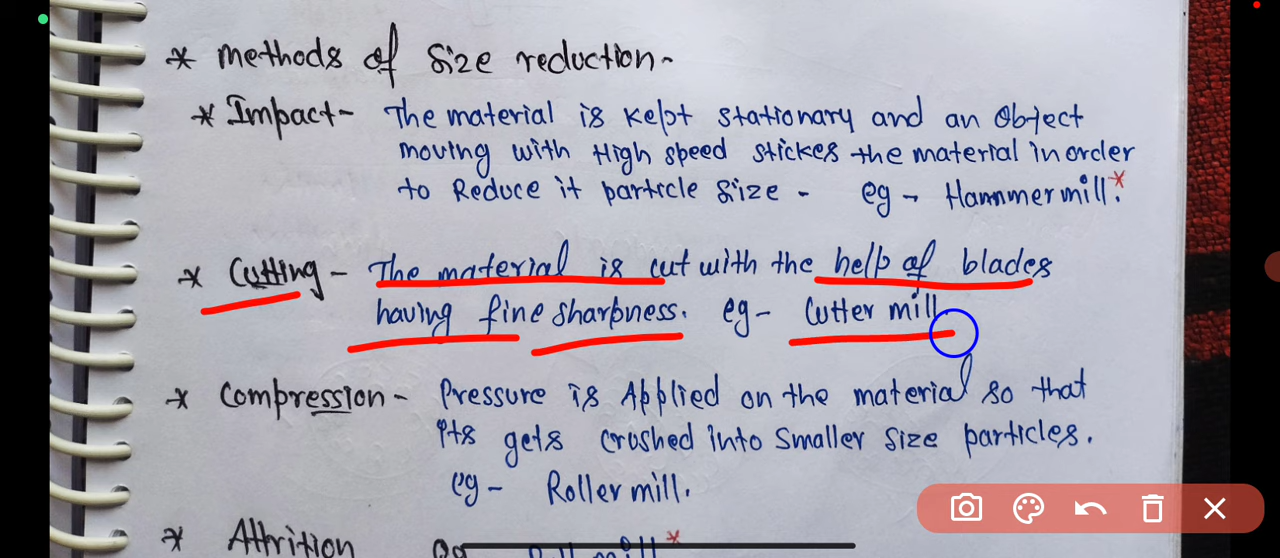 * Methods of Size reduction-
* Impact- The material is kept stationary and an Object
moving with High speed stickes the material in order
to Reduce it particle Size - eg → Hammer mill*.
* Cutting - The material is cut with the help of blades
having fine sharpness. eg- Cutter mill.
* Compression - Pressure is Applied on the material so that
its gets crushed into smaller size particles.
eg - Roller mill.
* Attrition